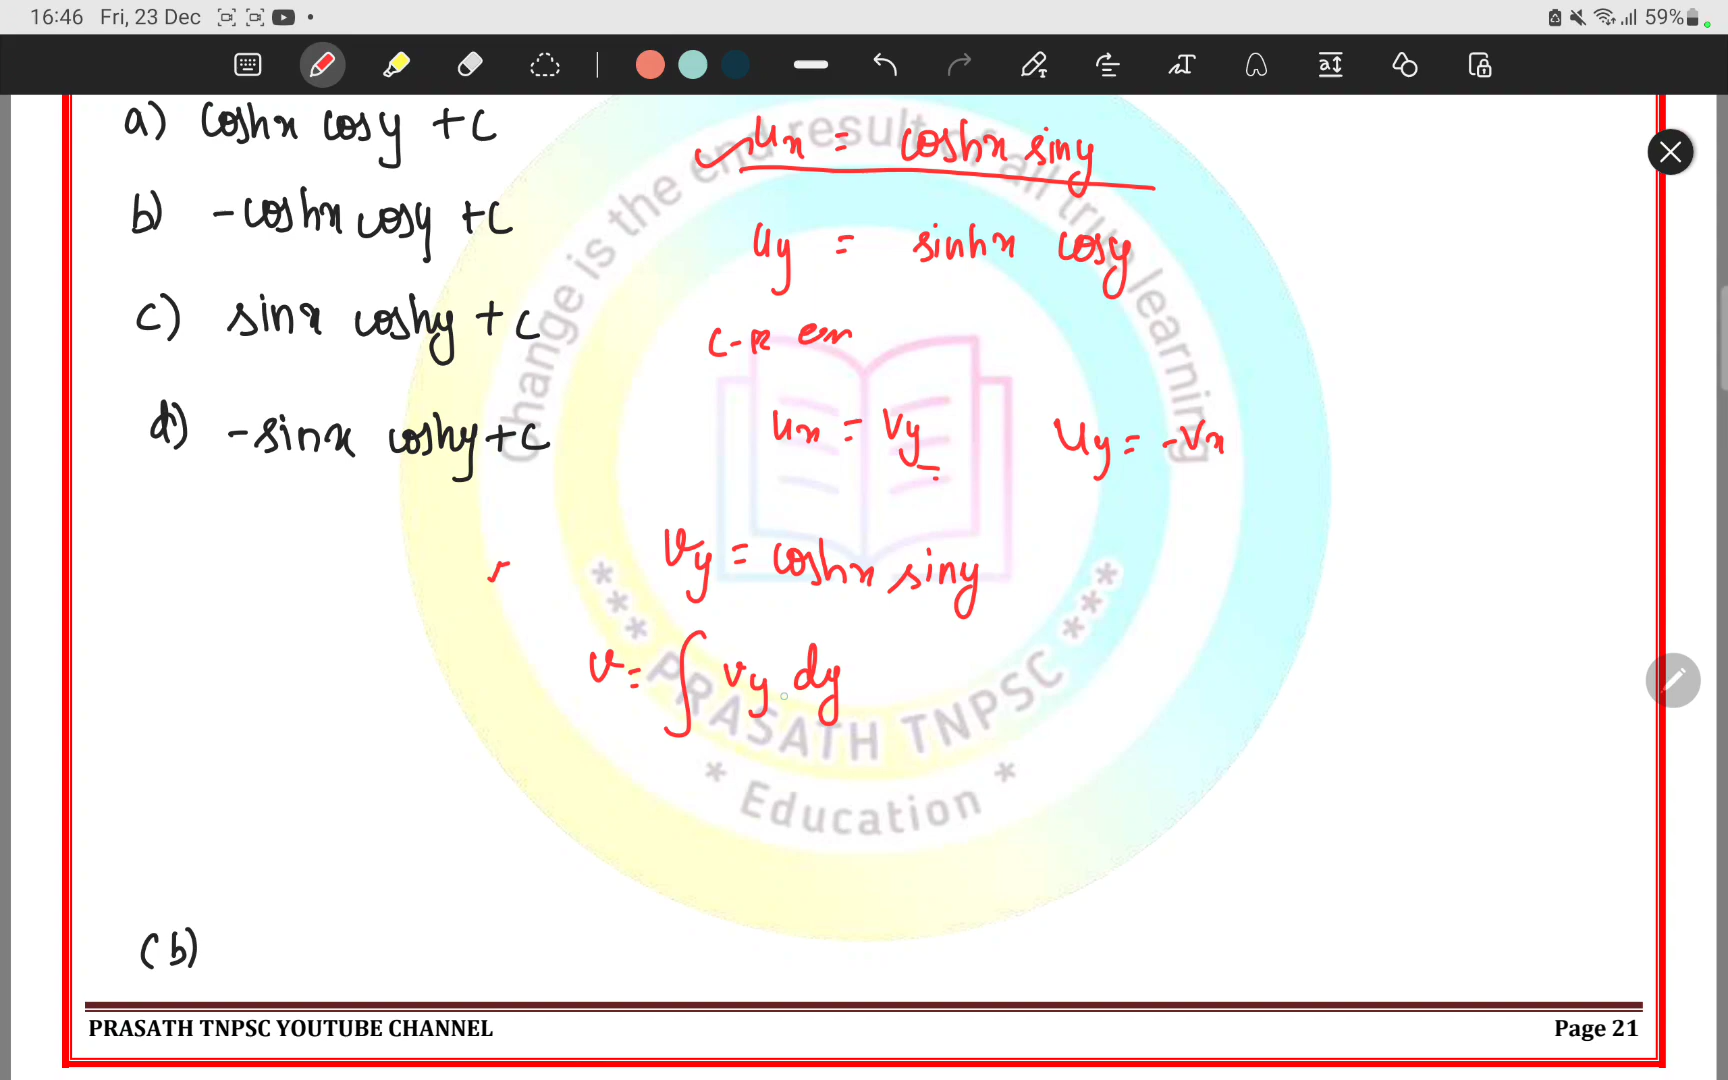 16:46 Fri, 23 Dec 59%
a) coshx cosy + c
b) -coshx cosy + c
c) sinx coshy + c
d) -sinx coshy + c
ux = coshx siny
uy = sinhx cosy
C-R
ux = vy uy = -vx
vy = coshx siny
v = ∫ vy dy
(b)
Change is the end result of all true learning
*** PRASATH TNPSC ***
* Education *
PRASATH TNPSC YOUTUBE CHANNEL Page 21